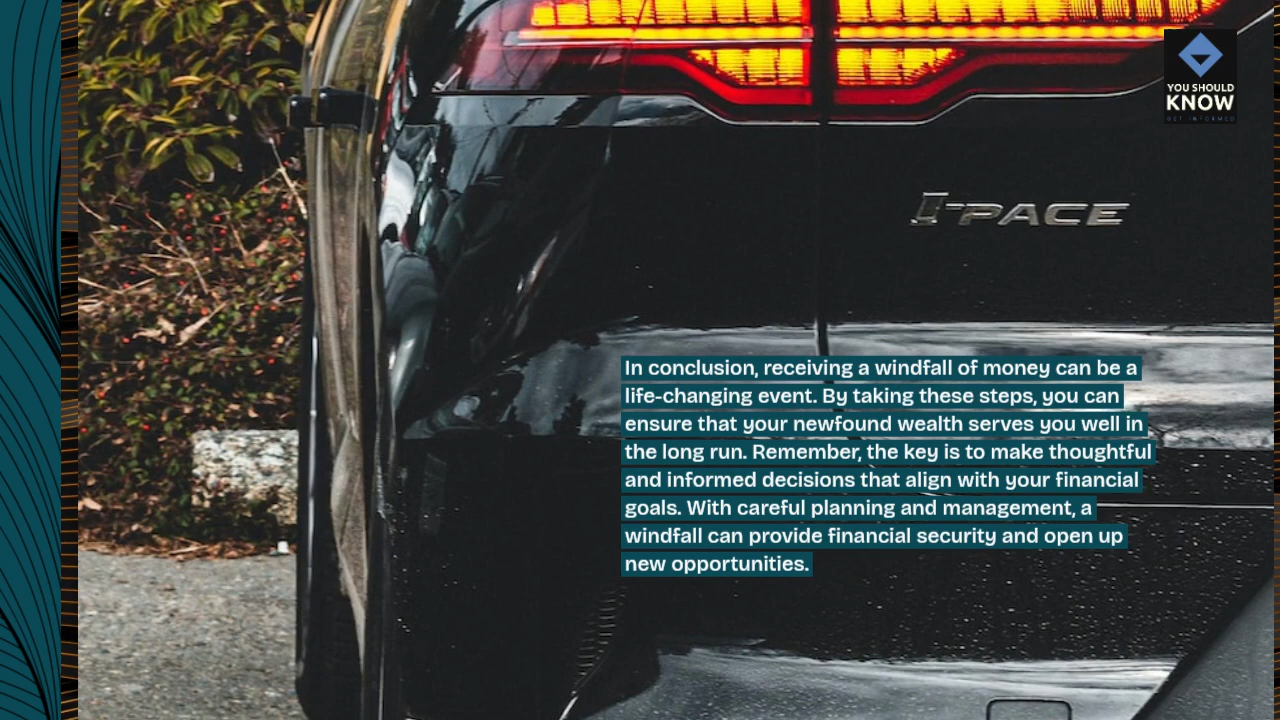 YOU SHOULD
KNOW
GET INFORMED
I-PACE
In conclusion, receiving a windfall of money can be a
life-changing event. By taking these steps, you can
ensure that your newfound wealth serves you well in
the long run. Remember, the key is to make thoughtful
and informed decisions that align with your financial
goals. With careful planning and management, a
windfall can provide financial security and open up
new opportunities.